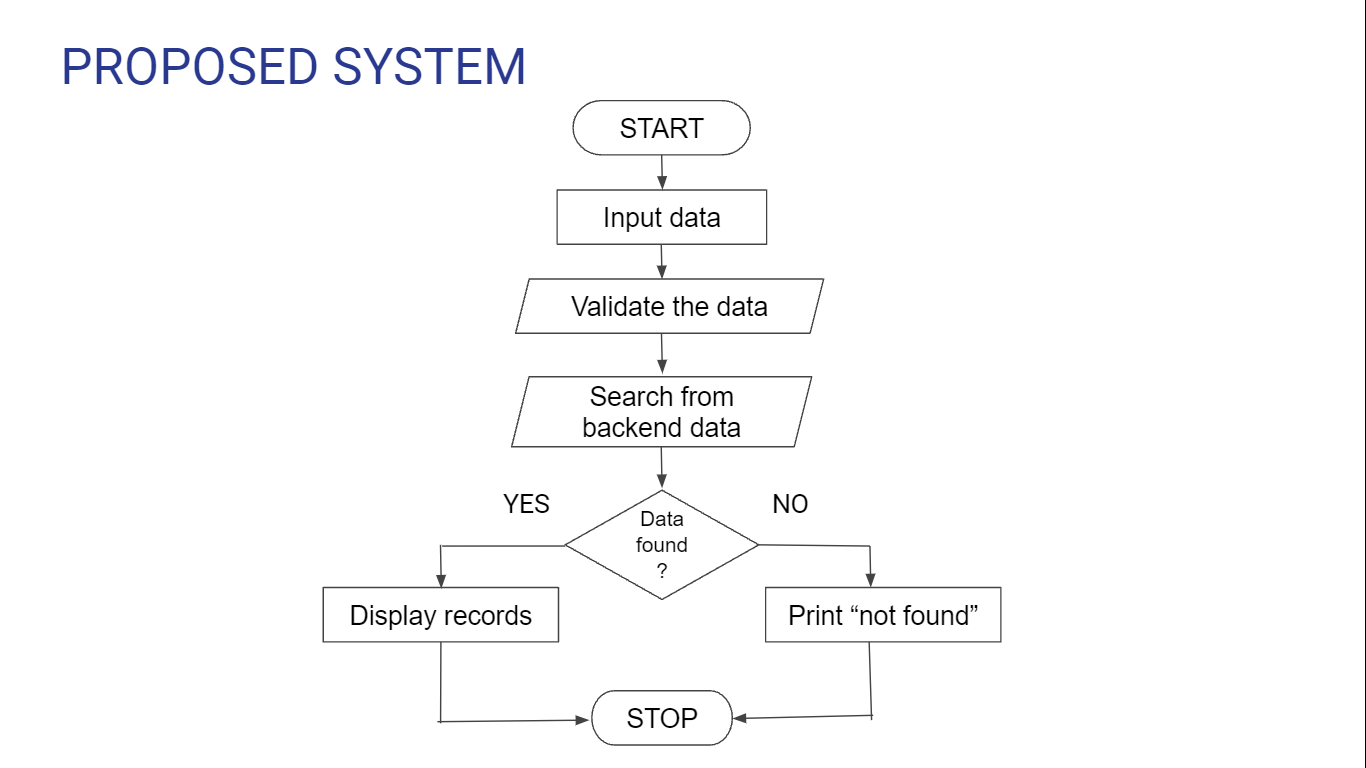 PROPOSED SYSTEM
START
Input data
Validate the data
Search from
backend data
YES
NO
Data
found
?
Display records
Print “not found”
STOP